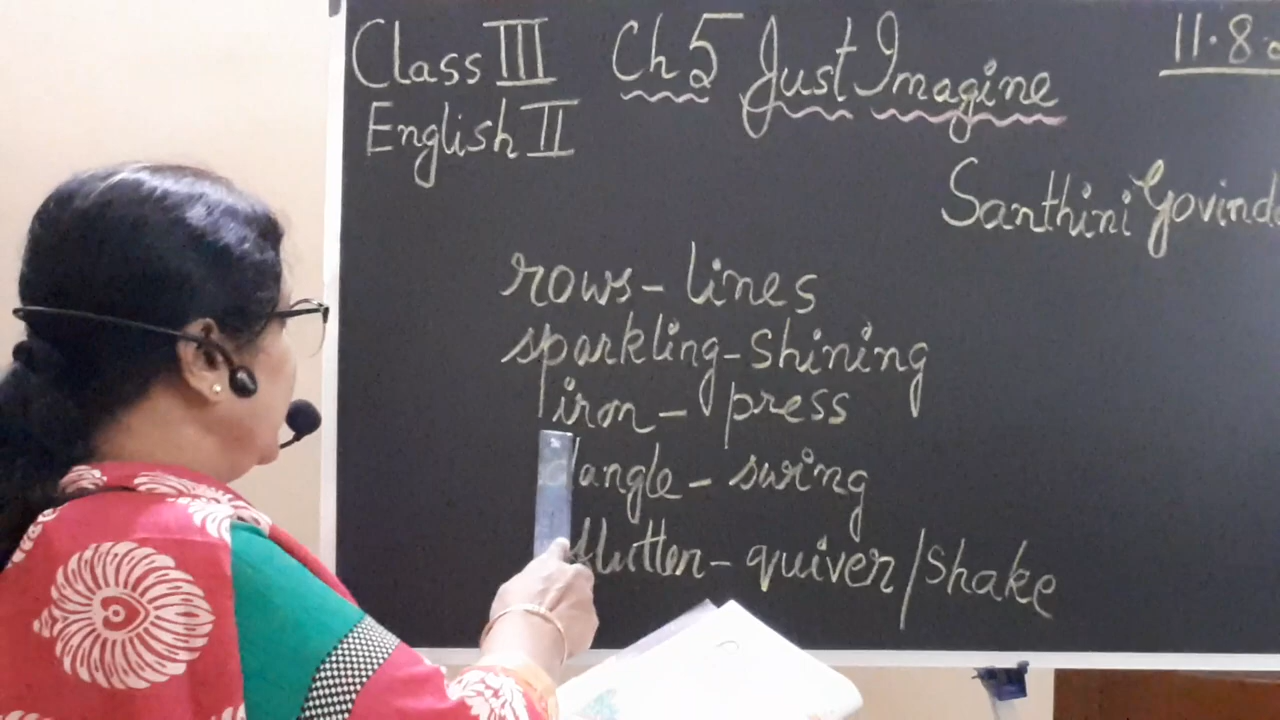 Class III Ch 5 Just Imagine 11.8.
English II
Santhini Govind
rows - lines
sparkling - shining
iron - press
dangle - swing
flutter - quiver / shake